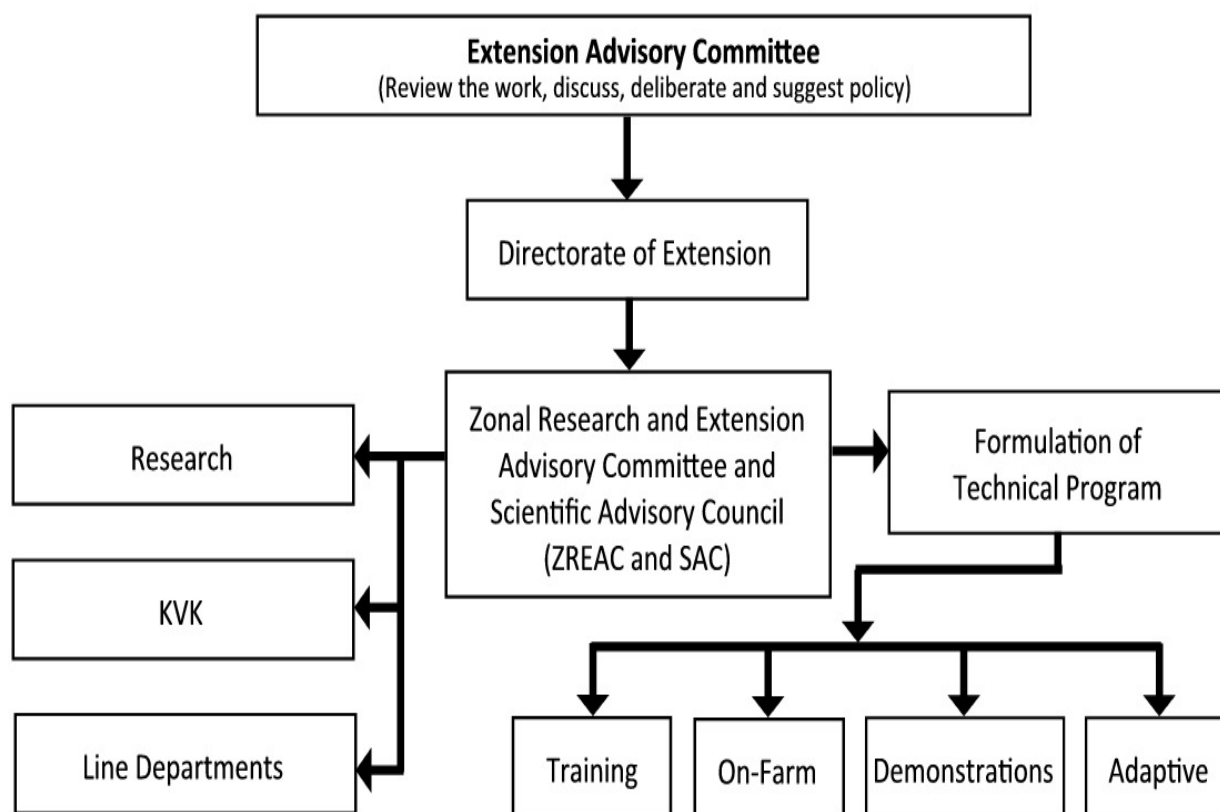 Extension Advisory Committee
(Review the work, discuss, deliberate and suggest policy)
Directorate of Extension
Zonal Research and Extension
Advisory Committee and
Scientific Advisory Council
(ZREAC and SAC)
Formulation of
Technical Program
Research
KVK
Line Departments
Training
On-Farm
Demonstrations
Adaptive